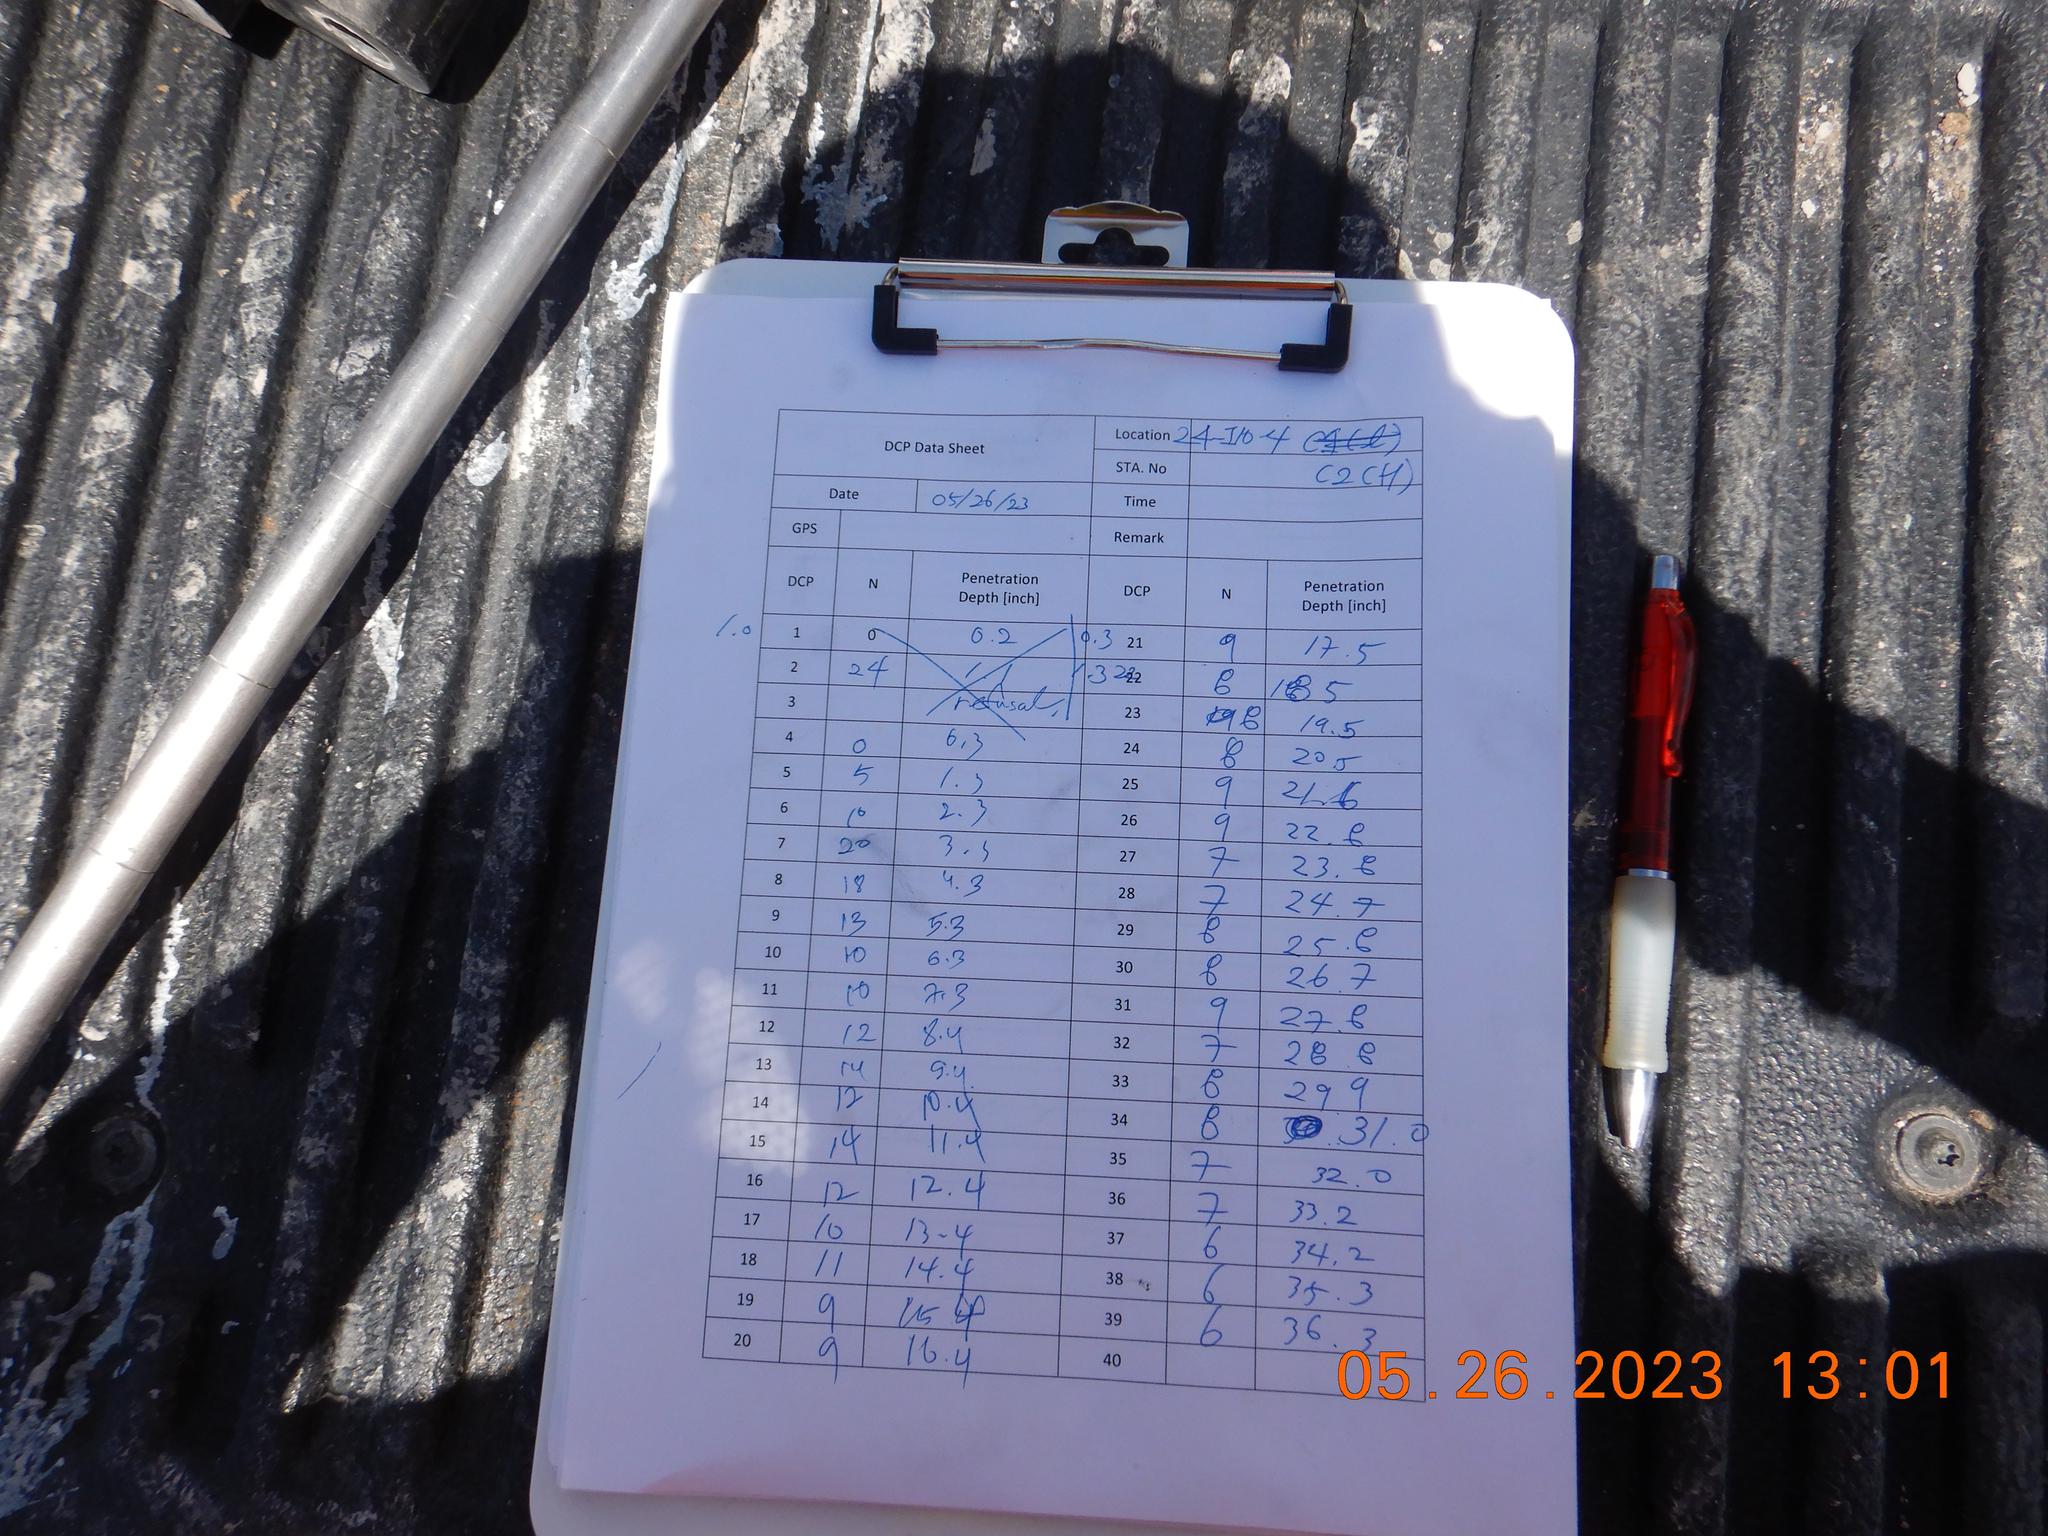 DCP Data Sheet Location 24-I10-4
STA. No C2(H)
Date 05/26/23 Time
GPS Remark
DCP N Penetration Depth [inch] DCP N Penetration Depth [inch]
1.0 1 0 0.2 0.3 21 9 17.5
2 24 22 8 18.5
3 refusal 23 8 19.5
4 0 0.3 24 8 20.5
5 5 1.3 25 9 21.6
6 10 2.3 26 9 22.8
7 20 3.3 27 7 23.8
8 18 4.3 28 7 24.7
9 13 5.3 29 8 25.8
10 10 6.3 30 8 26.7
11 10 7.3 31 9 27.8
12 12 8.4 32 7 28.8
13 14 9.4 33 8 29.9
14 12 10.4 34 8 31.0
15 14 11.4 35 7 32.0
16 12 12.4 36 7 33.2
17 10 13.4 37 6 34.2
18 11 14.4 38 6 35.3
19 9 15.4 39 6 36.3
20 9 16.4 40
05.26.2023 13:01